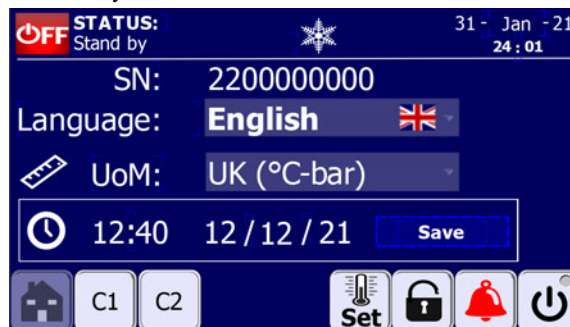 OFF STATUS: 31 - Jan - 21
Stand by 24 : 01
SN: 2200000000
Language: English
UoM: UK (°C-bar)
12:40 12 / 12 / 21 Save
C1 C2 Set